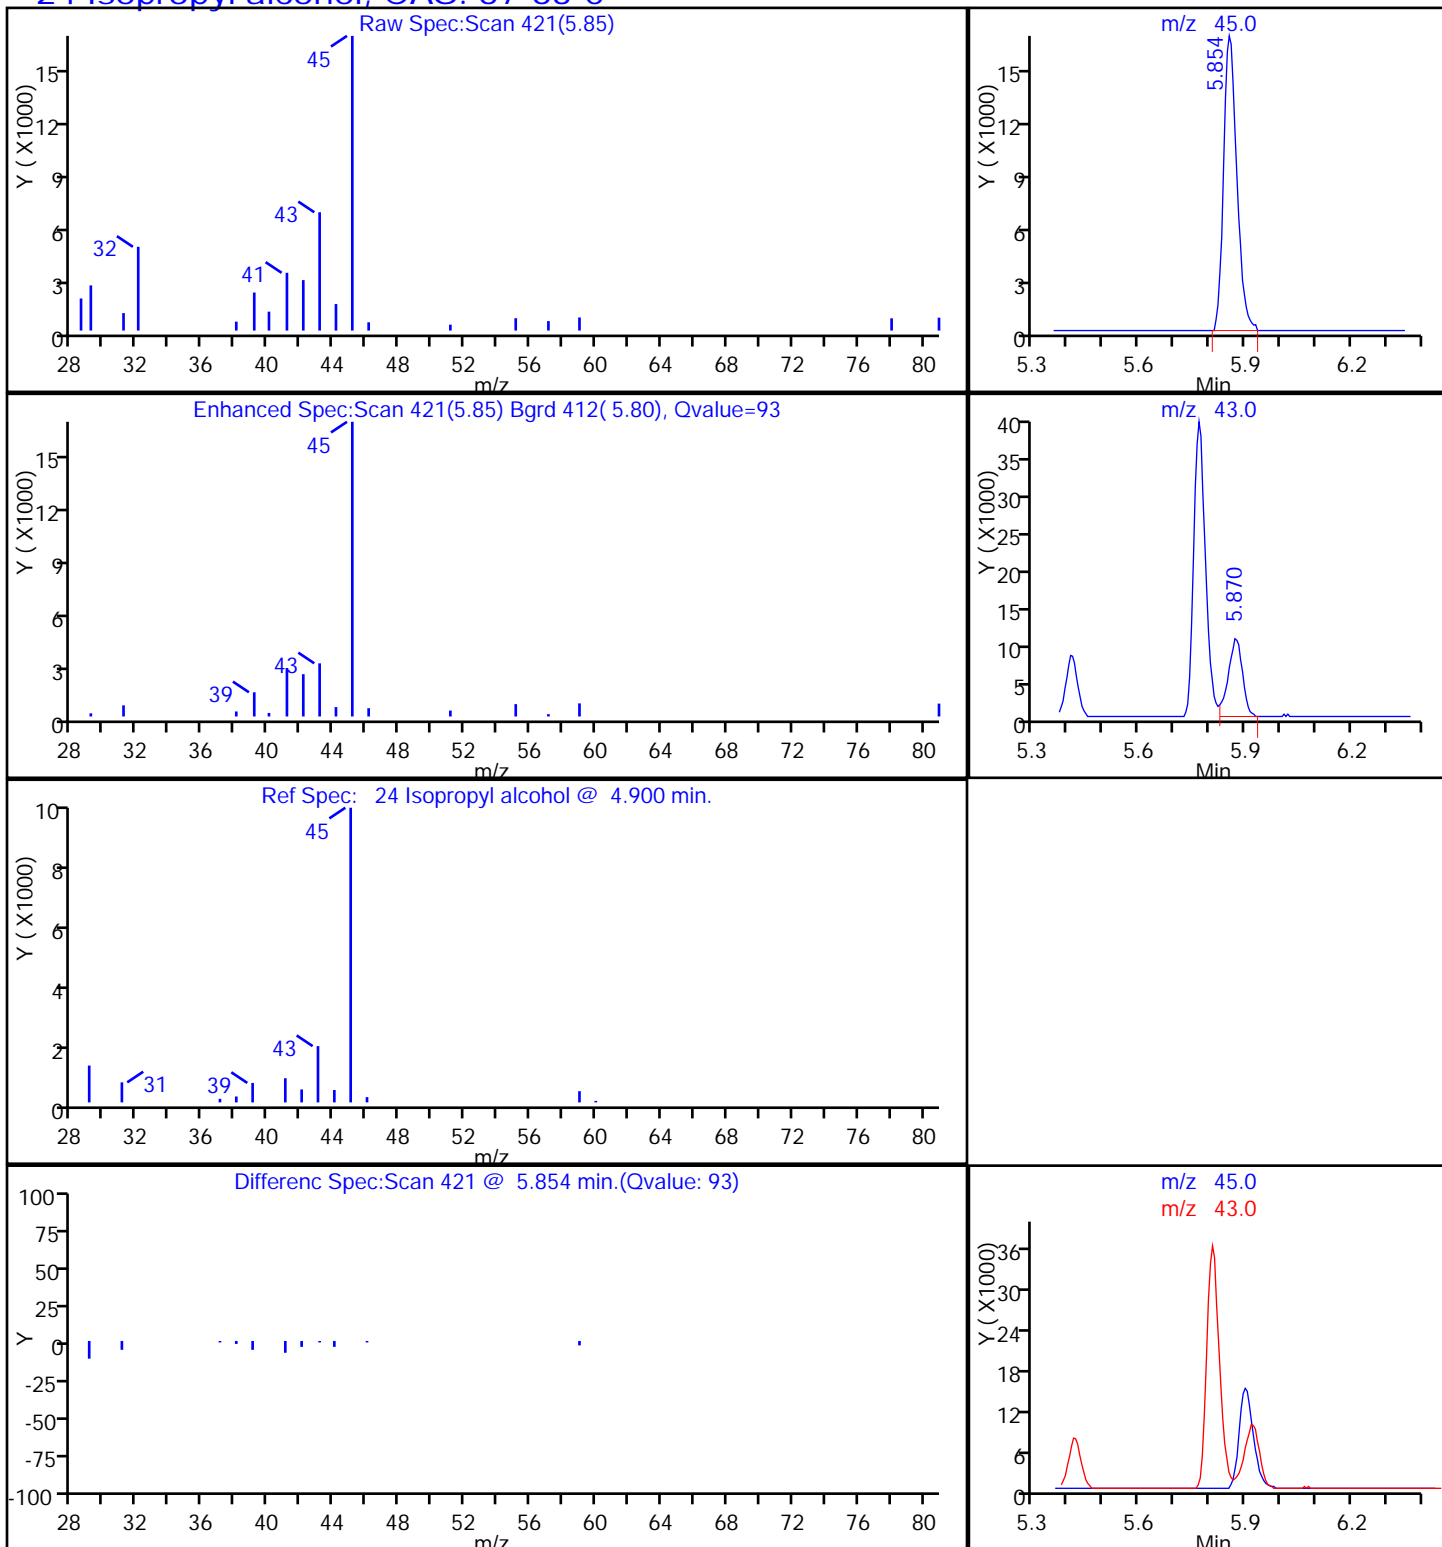 24 Isopropyl alcohol, CAS: 67-63-0
Raw Spec:Scan 421(5.85)
Y ( X1000)
15
12
9
6
3
0
45
43
41
32
28 32 36 40 44 48 52 56 60 64 68 72 76 80
m/z
m/z 45.0
Y ( X1000)
15
12
9
6
3
0
5.854
5.3 5.6 5.9 6.2
Min
Enhanced Spec:Scan 421(5.85) Bgrd 412( 5.80), Qvalue=93
Y ( X1000)
15
12
9
6
3
0
45
43
39
28 32 36 40 44 48 52 56 60 64 68 72 76 80
m/z
m/z 43.0
Y ( X1000)
40
35
30
25
20
15
10
5
0
5.870
5.3 5.6 5.9 6.2
Min
Ref Spec: 24 Isopropyl alcohol @ 4.900 min.
Y ( X1000)
10
8
6
4
2
0
45
43
31
39
28 32 36 40 44 48 52 56 60 64 68 72 76 80
m/z
Differenc Spec:Scan 421 @ 5.854 min.(Qvalue: 93)
Y
100
75
50
25
0
-25
-50
-75
-100
28 32 36 40 44 48 52 56 60 64 68 72 76 80
m/z
m/z 45.0
m/z 43.0
Y ( X1000)
36
30
24
18
12
6
0
5.3 5.6 5.9 6.2
Min